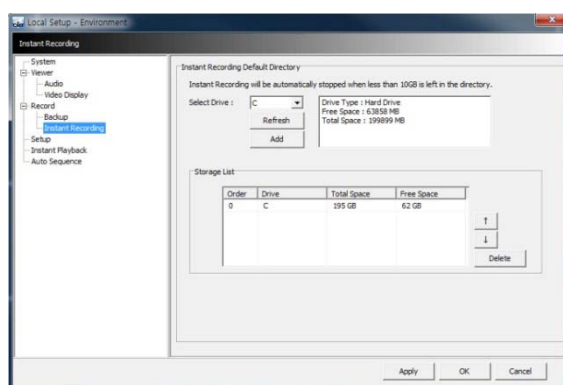 Local Setup - Environment
Instant Recording
System
Viewer
Audio
Video Display
Record
Backup
Instant Recording
Setup
Instant Playback
Auto Sequence
Instant Recording Default Directory
Instant Recording will be automatically stopped when less than 10GB is left in the directory.
Select Drive : C
Refresh
Add
Drive Type : Hard Drive
Free Space : 63858 MB
Total Space : 199899 MB
Storage List
Order Drive Total Space Free Space
0 C 195 GB 62 GB
↑
↓
Delete
Apply OK Cancel